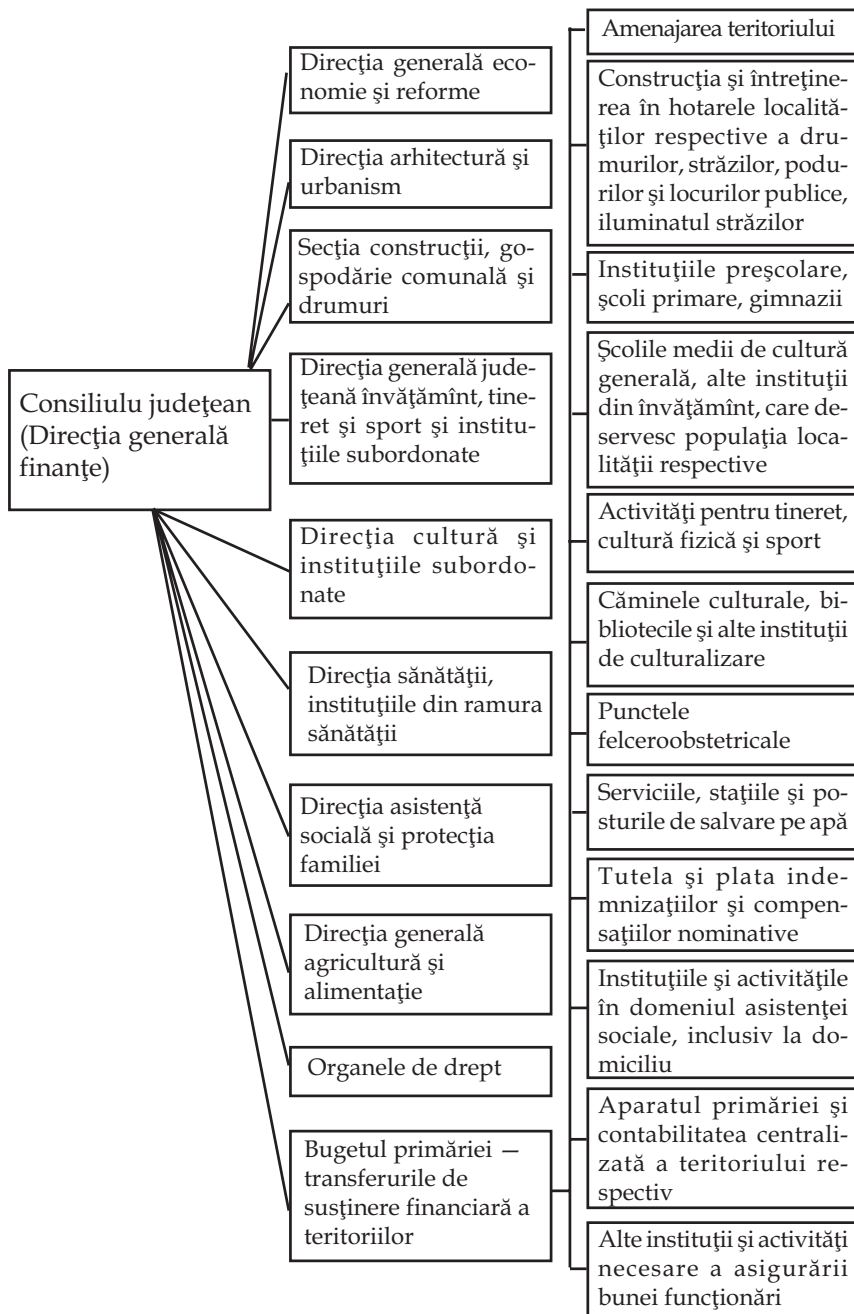 Consiliulu judeţean
(Direcţia generală
finanţe)
Direcţia generală eco-
nomie şi reforme
Direcţia arhitectură şi
urbanism
Secţia construcţii, go-
spodărie comunală şi
drumuri
Direcţia generală jude-
ţeană învăţămînt, tine-
ret şi sport şi institu-
ţiile subordonate
Direcţia cultură şi
instituţiile subordo-
nate
Direcţia sănătăţii,
instituţiile din ramura
sănătăţii
Direcţia asistenţă
socială şi protecţia
familiei
Direcţia generală
agricultură şi
alimentaţie
Organele de drept
Bugetul primăriei —
transferurile de
susţinere financiară a
teritoriilor
Amenajarea teritoriului
Construcţia şi întreţine-
rea în hotarele localită-
ţilor respective a dru-
murilor, străzilor, podu-
rilor şi locurilor publice,
iluminatul străzilor
Instituţiile preşcolare,
şcoli primare, gimnazii
Şcolile medii de cultură
generală, alte instituţii
din învăţămînt, care de-
servesc populaţia loca-
lităţii respective
Activităţi pentru tineret,
cultură fizică şi sport
Căminele culturale, bi-
bliotecile şi alte instituţii
de culturalizare
Punctele
felceroobstetricale
Serviciile, staţiile şi po-
sturile de salvare pe apă
Tutela şi plata inde-
mnizaţiilor şi compen-
saţiilor nominative
Instituţiile şi activităţile
în domeniul asistenţei
sociale, inclusiv la do-
miciliu
Aparatul primăriei şi
contabilitatea centrali-
zată a teritoriului re-
spectiv
Alte instituţii şi activităţi
necesare a asigurării
bunei funcţionări